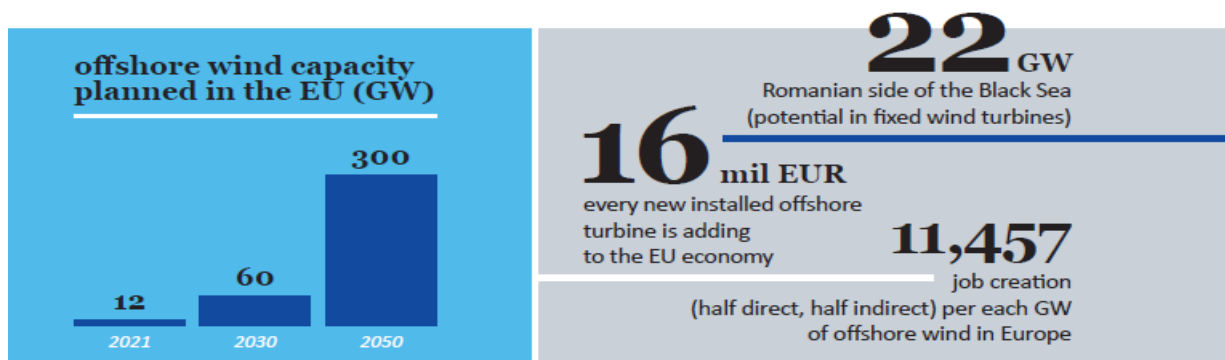 offshore wind capacity
planned in the EU (GW)
300
60
12
2021 2030 2050
22 GW
Romanian side of the Black Sea
(potential in fixed wind turbines)
16 mil EUR
every new installed offshore
turbine is adding
to the EU economy
11,457
job creation
(half direct, half indirect) per each GW
of offshore wind in Europe